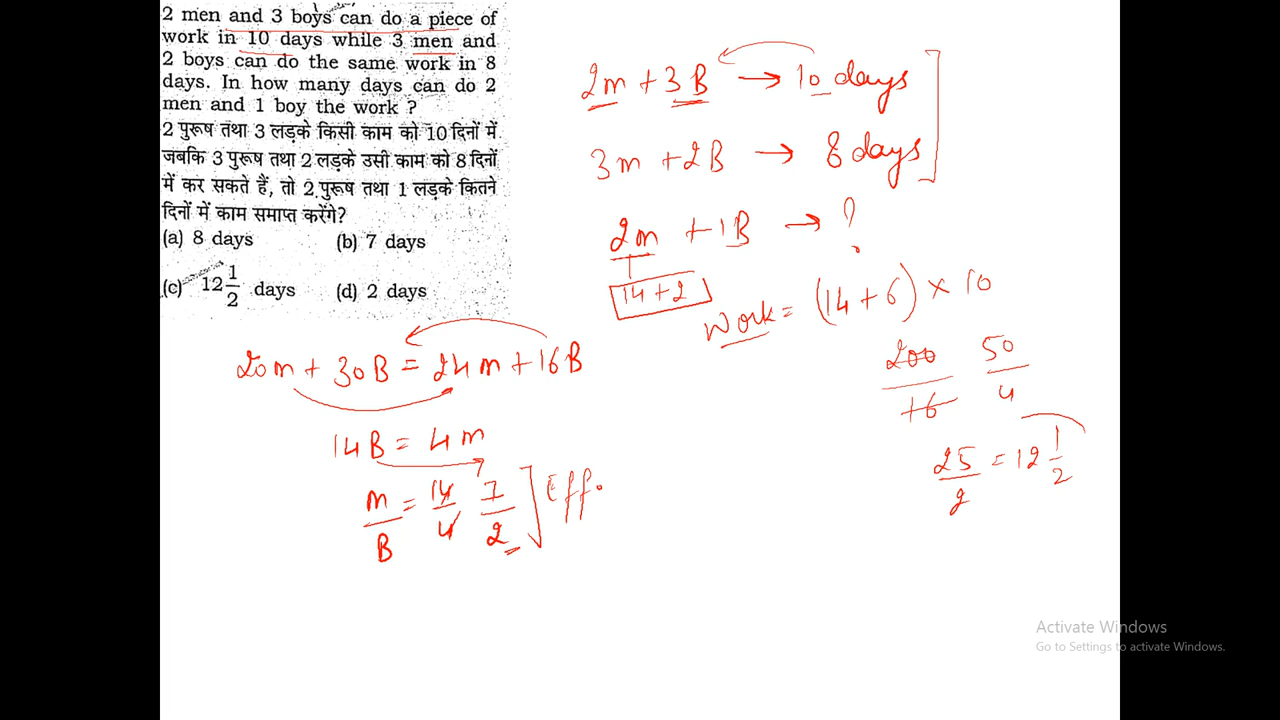 2 men and 3 boys can do a piece of
work in 10 days while 3 men and
2 boys can do the same work in 8
days. In how many days can do 2
men and 1 boy the work ?
2 पुरूष तथा 3 लड़के किसी काम को 10 दिनों में
जबकि 3 पुरूष तथा 2 लड़के उसी काम को 8 दिनों
में कर सकते हैं, तो 2 पुरूष तथा 1 लड़के कितने
दिनों में काम समाप्त करेंगे?
(a) 8 days (b) 7 days
(c) 12 1/2 days (d) 2 days
2m + 3B → 10 days
3m + 2B → 8 days
2m + 1B → ?
14 + 2
Work = (14 + 6) × 10
200/16 50/4
25/2 = 12 1/2
20m + 30B = 24m + 16B
14B = 4m
m/B = 14/4 7/2 ] Eff.
Activate Windows
Go to Settings to activate Windows.